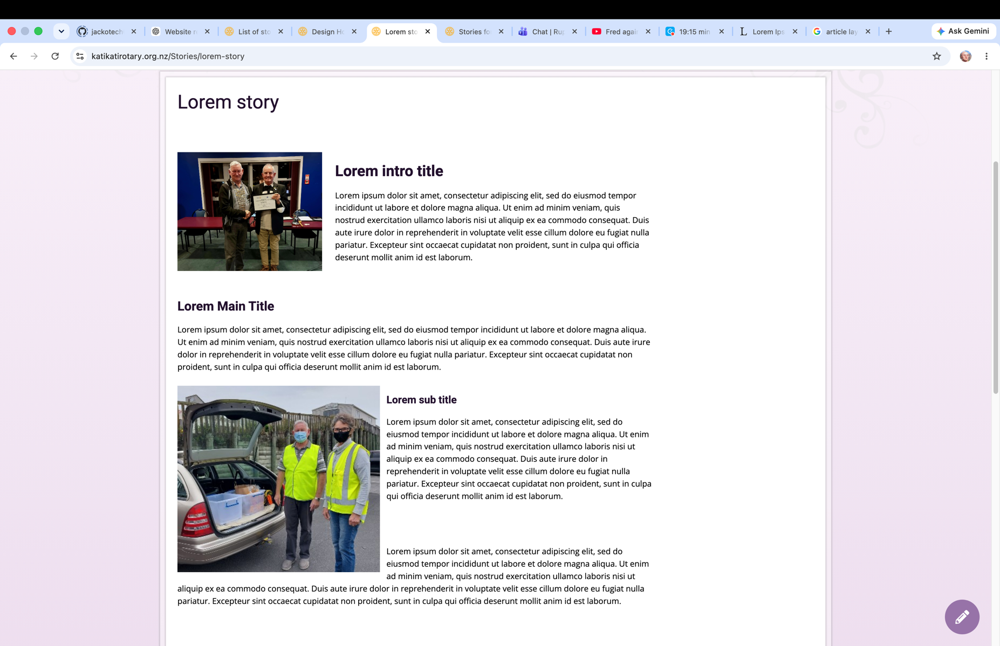 jackotech
Website r
List of sto
Design Ho
Lorem sto
Stories fo
Chat | Rup
Fred again
19:15 min
Lorem Ips
article lay
Ask Gemini
katikatirotary.org.nz/Stories/lorem-story
Lorem story
Lorem intro title
Lorem ipsum dolor sit amet, consectetur adipiscing elit, sed do eiusmod tempor
incididunt ut labore et dolore magna aliqua. Ut enim ad minim veniam, quis
nostrud exercitation ullamco laboris nisi ut aliquip ex ea commodo consequat. Duis
aute irure dolor in reprehenderit in voluptate velit esse cillum dolore eu fugiat nulla
pariatur. Excepteur sint occaecat cupidatat non proident, sunt in culpa qui officia
deserunt mollit anim id est laborum.
Lorem Main Title
Lorem ipsum dolor sit amet, consectetur adipiscing elit, sed do eiusmod tempor incididunt ut labore et dolore magna aliqua.
Ut enim ad minim veniam, quis nostrud exercitation ullamco laboris nisi ut aliquip ex ea commodo consequat. Duis aute irure
dolor in reprehenderit in voluptate velit esse cillum dolore eu fugiat nulla pariatur. Excepteur sint occaecat cupidatat non
proident, sunt in culpa qui officia deserunt mollit anim id est laborum.
Lorem sub title
Lorem ipsum dolor sit amet, consectetur adipiscing elit, sed do
eiusmod tempor incididunt ut labore et dolore magna aliqua. Ut enim
ad minim veniam, quis nostrud exercitation ullamco laboris nisi ut
aliquip ex ea commodo consequat. Duis aute irure dolor in
reprehenderit in voluptate velit esse cillum dolore eu fugiat nulla
pariatur. Excepteur sint occaecat cupidatat non proident, sunt in culpa
qui officia deserunt mollit anim id est laborum.
Lorem ipsum dolor sit amet, consectetur adipiscing elit, sed do
eiusmod tempor incididunt ut labore et dolore magna aliqua. Ut enim
ad minim veniam, quis nostrud exercitation ullamco laboris nisi ut
aliquip ex ea commodo consequat. Duis aute irure dolor in reprehenderit in voluptate velit esse cillum dolore eu fugiat nulla
pariatur. Excepteur sint occaecat cupidatat non proident, sunt in culpa qui officia deserunt mollit anim id est laborum.